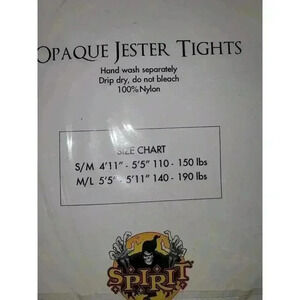 OPAQUE JESTER TIGHTS
Hand wash separately
Drip dry, do not bleach
100% Nylon
SIZE CHART
S/M 4'11" - 5'5" 110 - 150 lbs
M/L 5'5" - 5'11" 140 - 190 lbs
SPIRIT